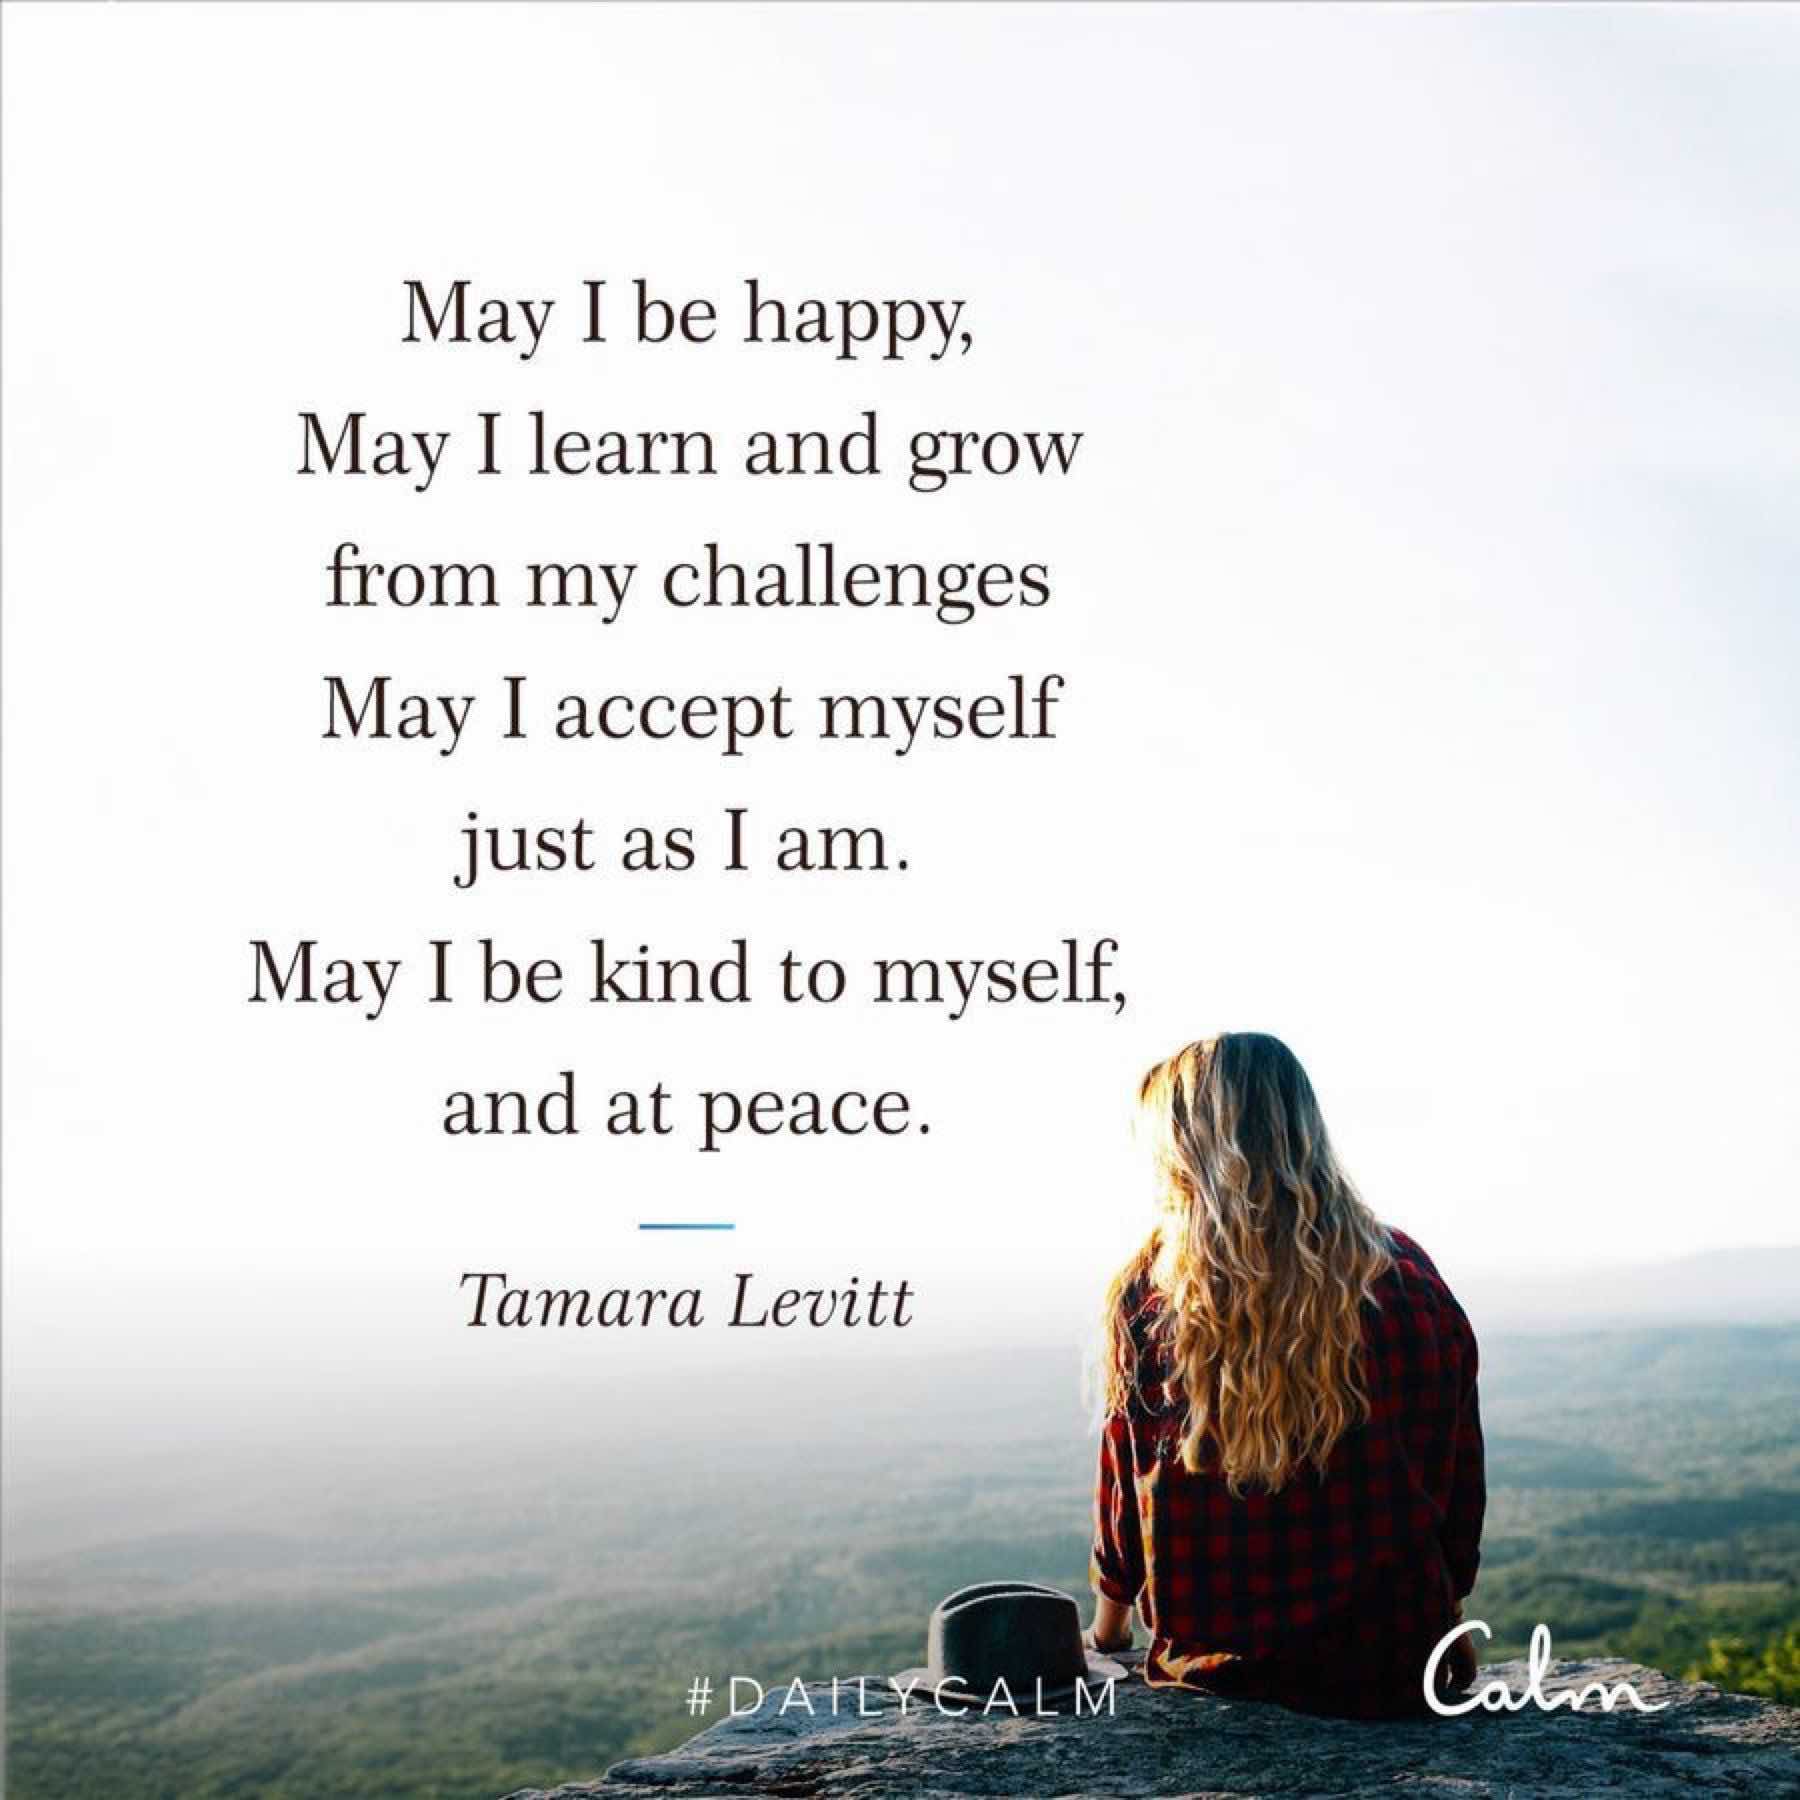 May I be happy,
May I learn and grow
from my challenges
May I accept myself
just as I am.
May I be kind to myself,
and at peace.
Tamara Levitt
#DAILYCALM
Calm